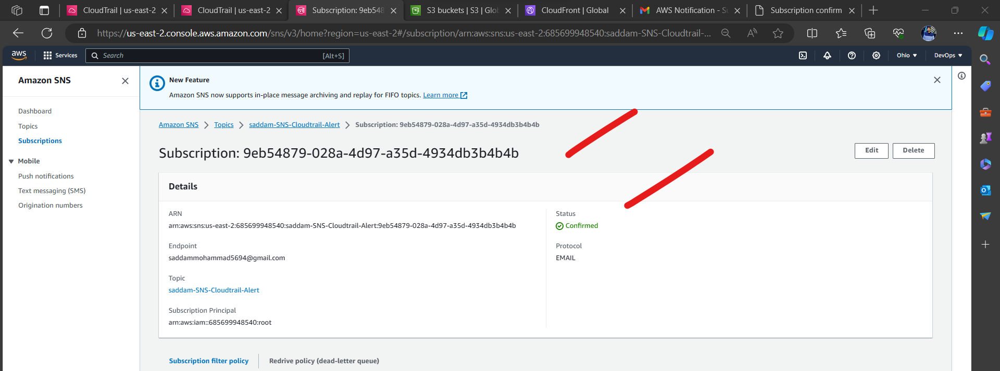 CloudTrail | us-east-2
CloudTrail | us-east-2
Subscription: 9eb548
S3 buckets | S3 | Glob
CloudFront | Global
AWS Notification - Su
Subscription confirm
https://us-east-2.console.aws.amazon.com/sns/v3/home?region=us-east-2#/subscription/arn:aws:sns:us-east-2:685699948540:saddam-SNS-Cloudtrail-...
aws
Services
Search
[Alt+S]
Ohio
DevOps
Amazon SNS
New Feature
Amazon SNS now supports in-place message archiving and replay for FIFO topics. Learn more
Dashboard
Topics
Subscriptions
Mobile
Push notifications
Text messaging (SMS)
Origination numbers
Amazon SNS
Topics
saddam-SNS-Cloudtrail-Alert
Subscription: 9eb54879-028a-4d97-a35d-4934db3b4b4b
Subscription: 9eb54879-028a-4d97-a35d-4934db3b4b4b
Edit
Delete
Details
ARN
arn:aws:sns:us-east-2:685699948540:saddam-SNS-Cloudtrail-Alert:9eb54879-028a-4d97-a35d-4934db3b4b4b
Endpoint
saddammohammad5694@gmail.com
Topic
saddam-SNS-Cloudtrail-Alert
Subscription Principal
arn:aws:iam::685699948540:root
Status
Confirmed
Protocol
EMAIL
Subscription filter policy
Redrive policy (dead-letter queue)